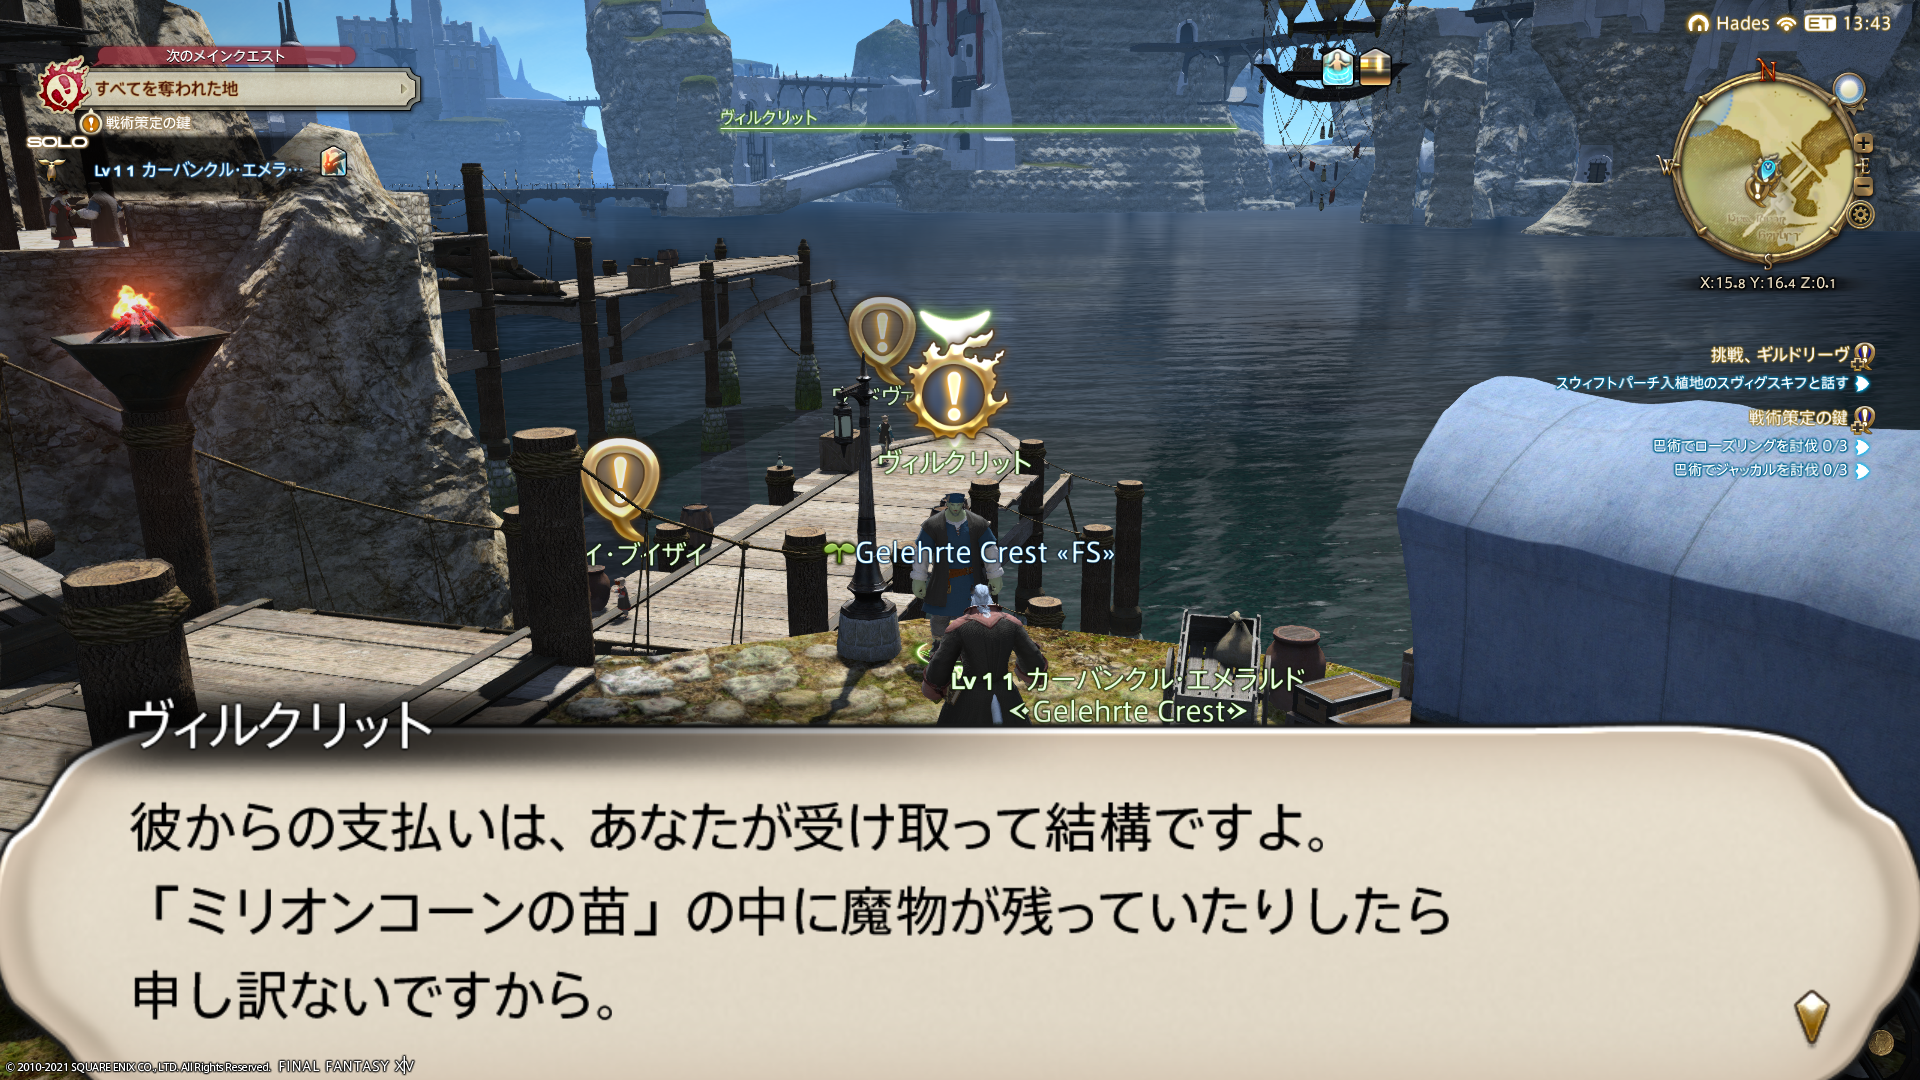 次のメインクエスト
すべてを奪われた地
戦術策定の鍵
SOLO
Lv11 カーバンクル·エメラ…
ヴィルクリット
Hades ET 13:43
N
W
E
S
X:15.8 Y:16.4 Z:0.1
挑戦、ギルドリーヴ
スウィフトパーチ入植地のスヴィグスキフと話す
戦術策定の鍵
巴術でローズリングを討伐 0/3
巴術でジャッカルを討伐 0/3
ヴィルクリット
イ・ブイザイ
Gelehrte Crest «FS»
Lv11 カーバンクル·エメラルド
<Gelehrte Crest>
ヴィルクリット
彼からの支払いは、あなたが受け取って結構ですよ。
「ミリオンコーンの苗」の中に魔物が残っていたりしたら
申し訳ないですから。
© 2010-2021 SQUARE ENIX CO., LTD. All Rights Reserved. FINAL FANTASY XIV